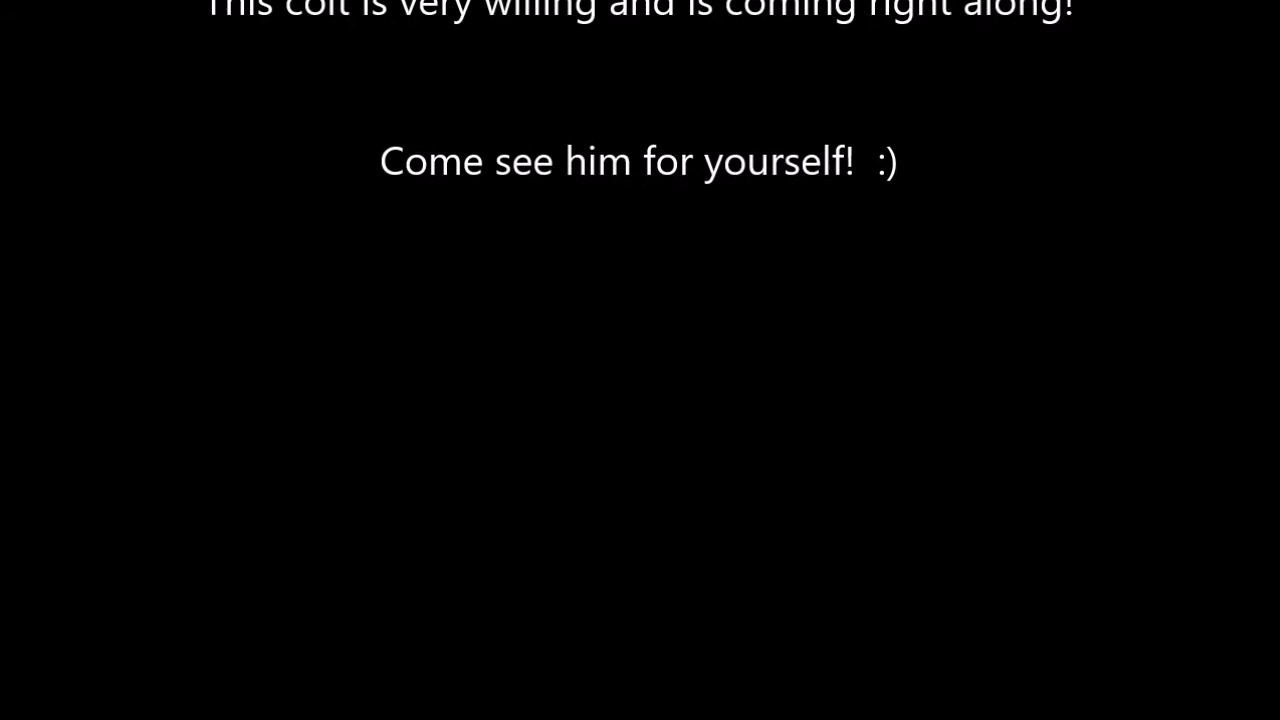 This colt is very willing and is coming right along!
Come see him for yourself!  :)